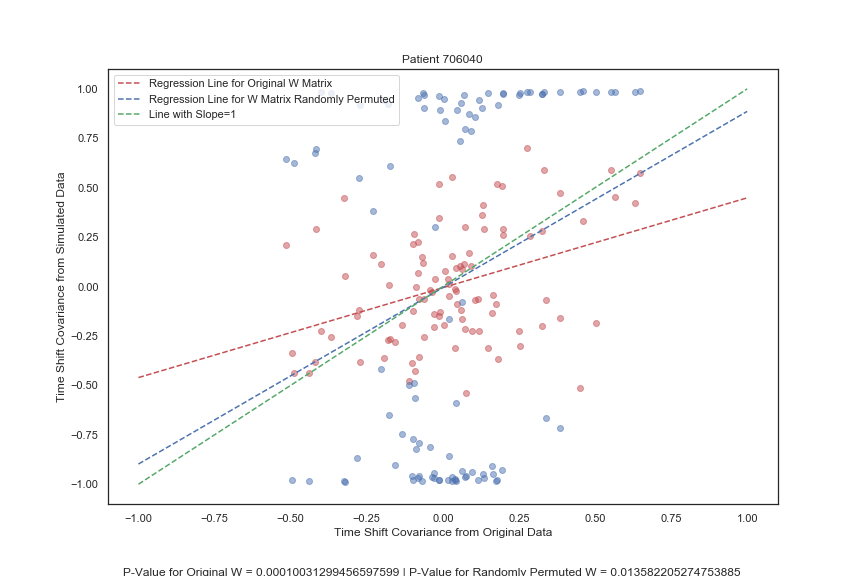 Patient 706040
Regression Line for Original W Matrix
Regression Line for W Matrix Randomly Permuted
Line with Slope=1
1.00
0.75
0.50
0.25
0.00
−0.25
−0.50
−0.75
−1.00
Time Shift Covariance from Simulated Data
−1.00 −0.75 −0.50 −0.25 0.00 0.25 0.50 0.75 1.00
Time Shift Covariance from Original Data
P-Value for Original W = 0.00010031299456597599 | P-Value for Randomly Permuted W = 0.013582205274753885